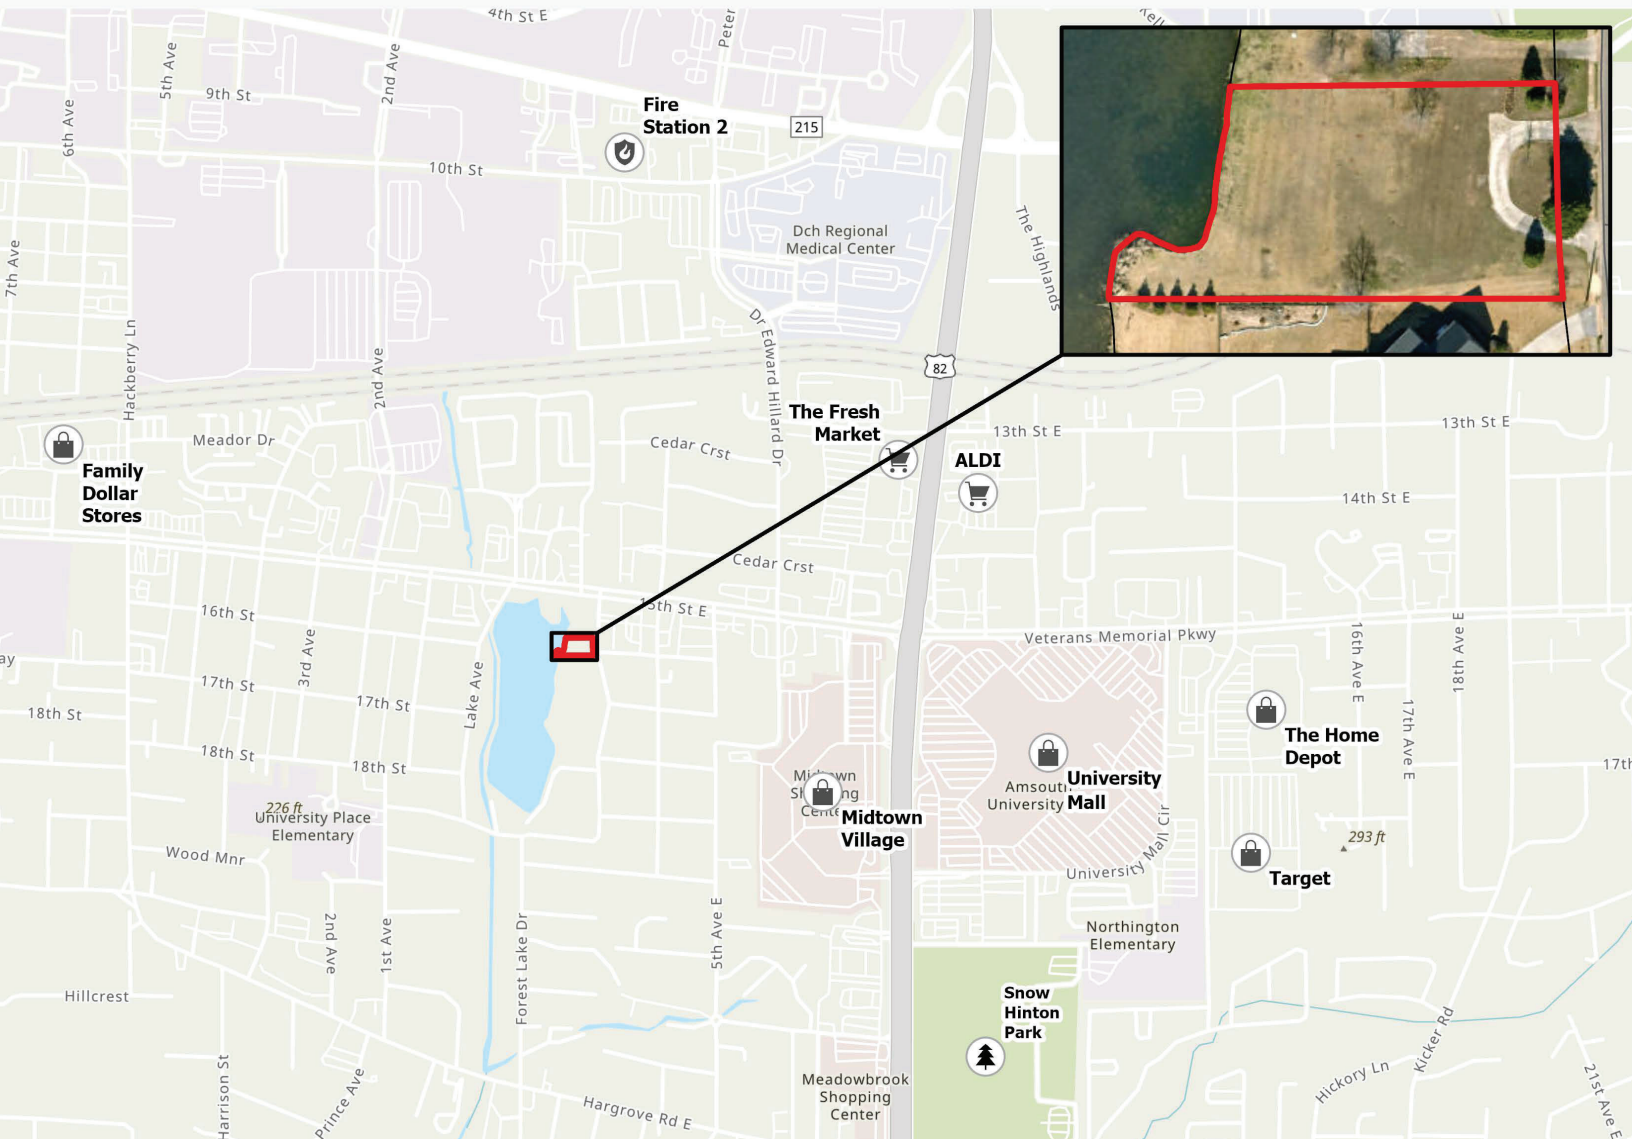 4th St E
Peter
Kell
5th Ave
2nd Ave
9th St
6th Ave
Fire
Station 2
215
10th St
The Highlands
Dch Regional
Medical Center
7th Ave
Hackberry Ln
Dr Edward Hillard Dr
2nd Ave
82
The Fresh
Market
13th St E
13th St E
Meador Dr
Cedar Crst
ALDI
Family
Dollar
Stores
14th St E
Cedar Crst
16th St
15th St E
Veterans Memorial Pkwy
3rd Ave
16th Ave E
18th Ave E
ay
17th St
17th St
Lake Ave
18th St
17th Ave E
The Home
Depot
18th St
18th St
17th
Midtown
Shopping
Center
Midtown
Village
Amsouth
University
University
Mall
226 ft
University Place
Elementary
University Mall Cir
293 ft
Target
Wood Mnr
2nd Ave
1st Ave
Forest Lake Dr
5th Ave E
Northington
Elementary
Hillcrest
Snow
Hinton
Park
Kicker Rd
Harrison St
Prince Ave
Hargrove Rd E
Meadowbrook
Shopping
Center
Hickory Ln
21st Ave E